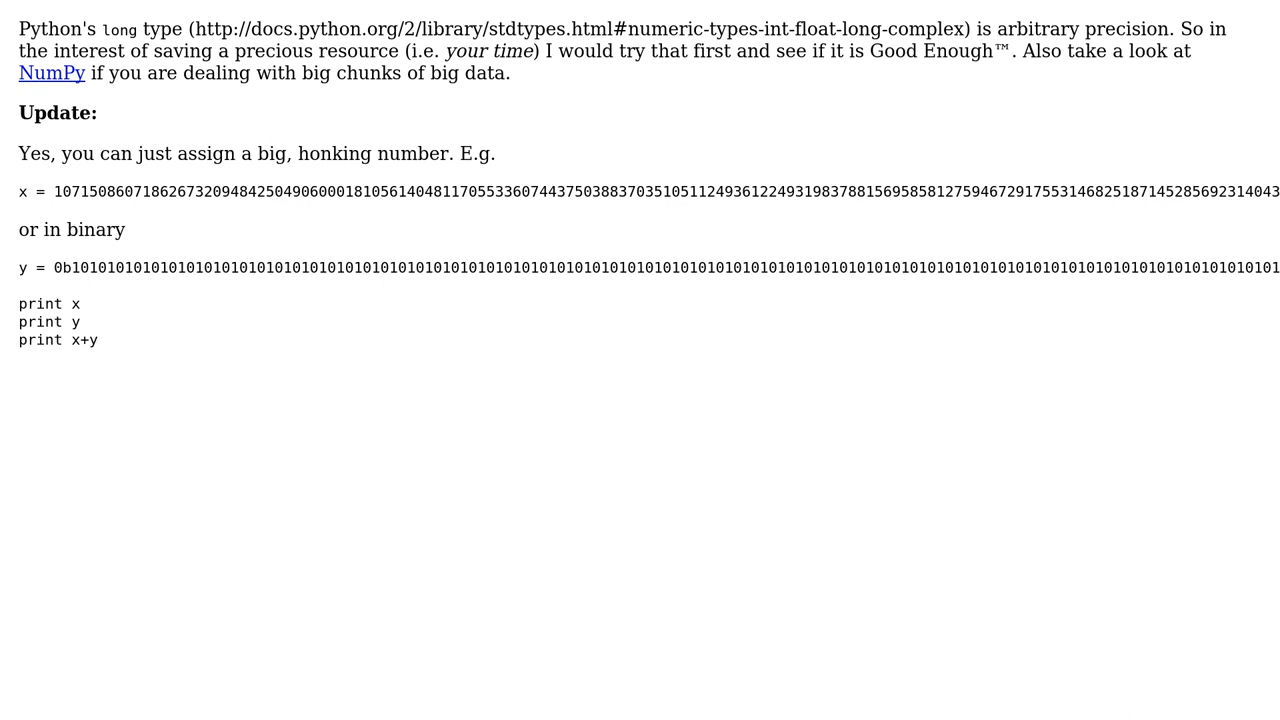 Python's long type (http://docs.python.org/2/library/stdtypes.html#numeric-types-int-float-long-complex) is arbitrary precision. So in
the interest of saving a precious resource (i.e. your time) I would try that first and see if it is Good Enough™. Also take a look at
NumPy if you are dealing with big chunks of big data.
Update:
Yes, you can just assign a big, honking number. E.g.
x = 1071508607186267320948425049060001810561404811705533607443750388370351051124936122493198378815695858127594672917553146825187145285692314043
or in binary
y = 0b1010101010101010101010101010101010101010101010101010101010101010101010101010101010101010101010101010101010101010101010101010101010101010101
print x
print y
print x+y